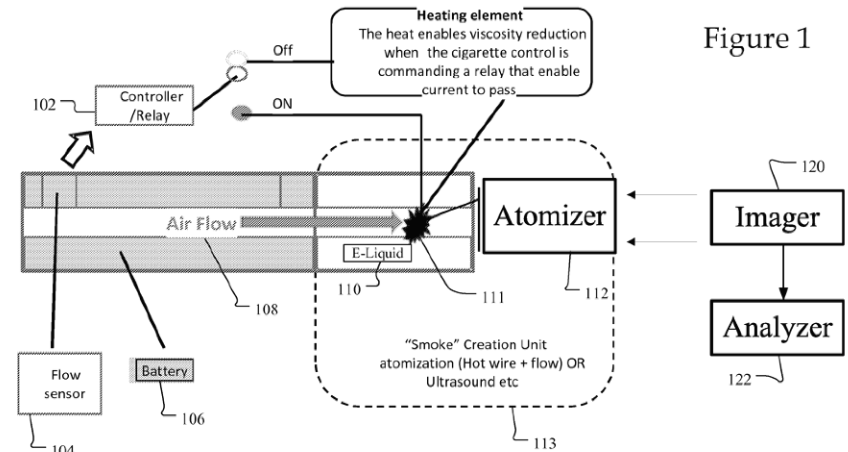 Heating element
The heat enables viscosity reduction
when the cigarette control is
commanding a relay that enable
current to pass
Figure 1
Off
102
Controller
/Relay
ON
120
Atomizer
Imager
Air Flow
E-Liquid
110
111
112
108
Analyzer
122
"Smoke" Creation Unit
atomization (Hot wire + flow) OR
Ultrasound etc
Flow
sensor
Battery
106
113
104